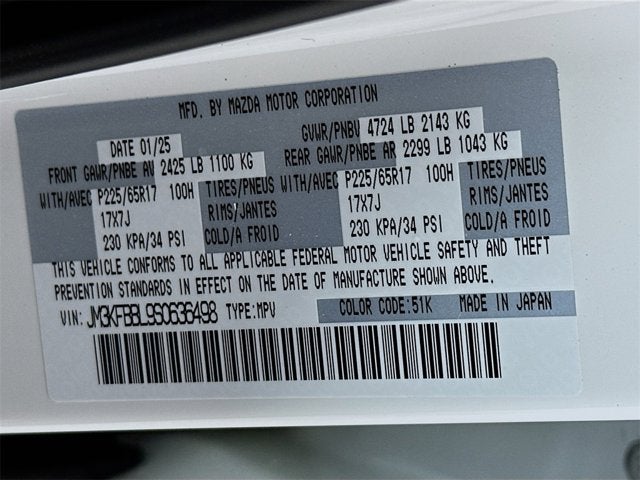 MFD. BY MAZDA MOTOR CORPORATION
DATE 01/25 GVWR/PNBV 4724 LB 2143 KG
FRONT GAWR/PNBE AV 2425 LB 1100 KG REAR GAWR/PNBE AR 2299 LB 1043 KG
WITH/AVEC P225/65R17 100H TIRES/PNEUS WITH/AVEC P225/65R17 100H TIRES/PNEUS
17X7J RIMS/JANTES 17X7J RIMS/JANTES
230 KPA/34 PSI COLD/A FROID 230 KPA/34 PSI COLD/A FROID
THIS VEHICLE CONFORMS TO ALL APPLICABLE FEDERAL MOTOR VEHICLE SAFETY AND THEFT
PREVENTION STANDARDS IN EFFECT ON THE DATE OF MANUFACTURE SHOWN ABOVE.
VIN: JM3KFBBL9S0636498 TYPE: MPV COLOR CODE:51K MADE IN JAPAN